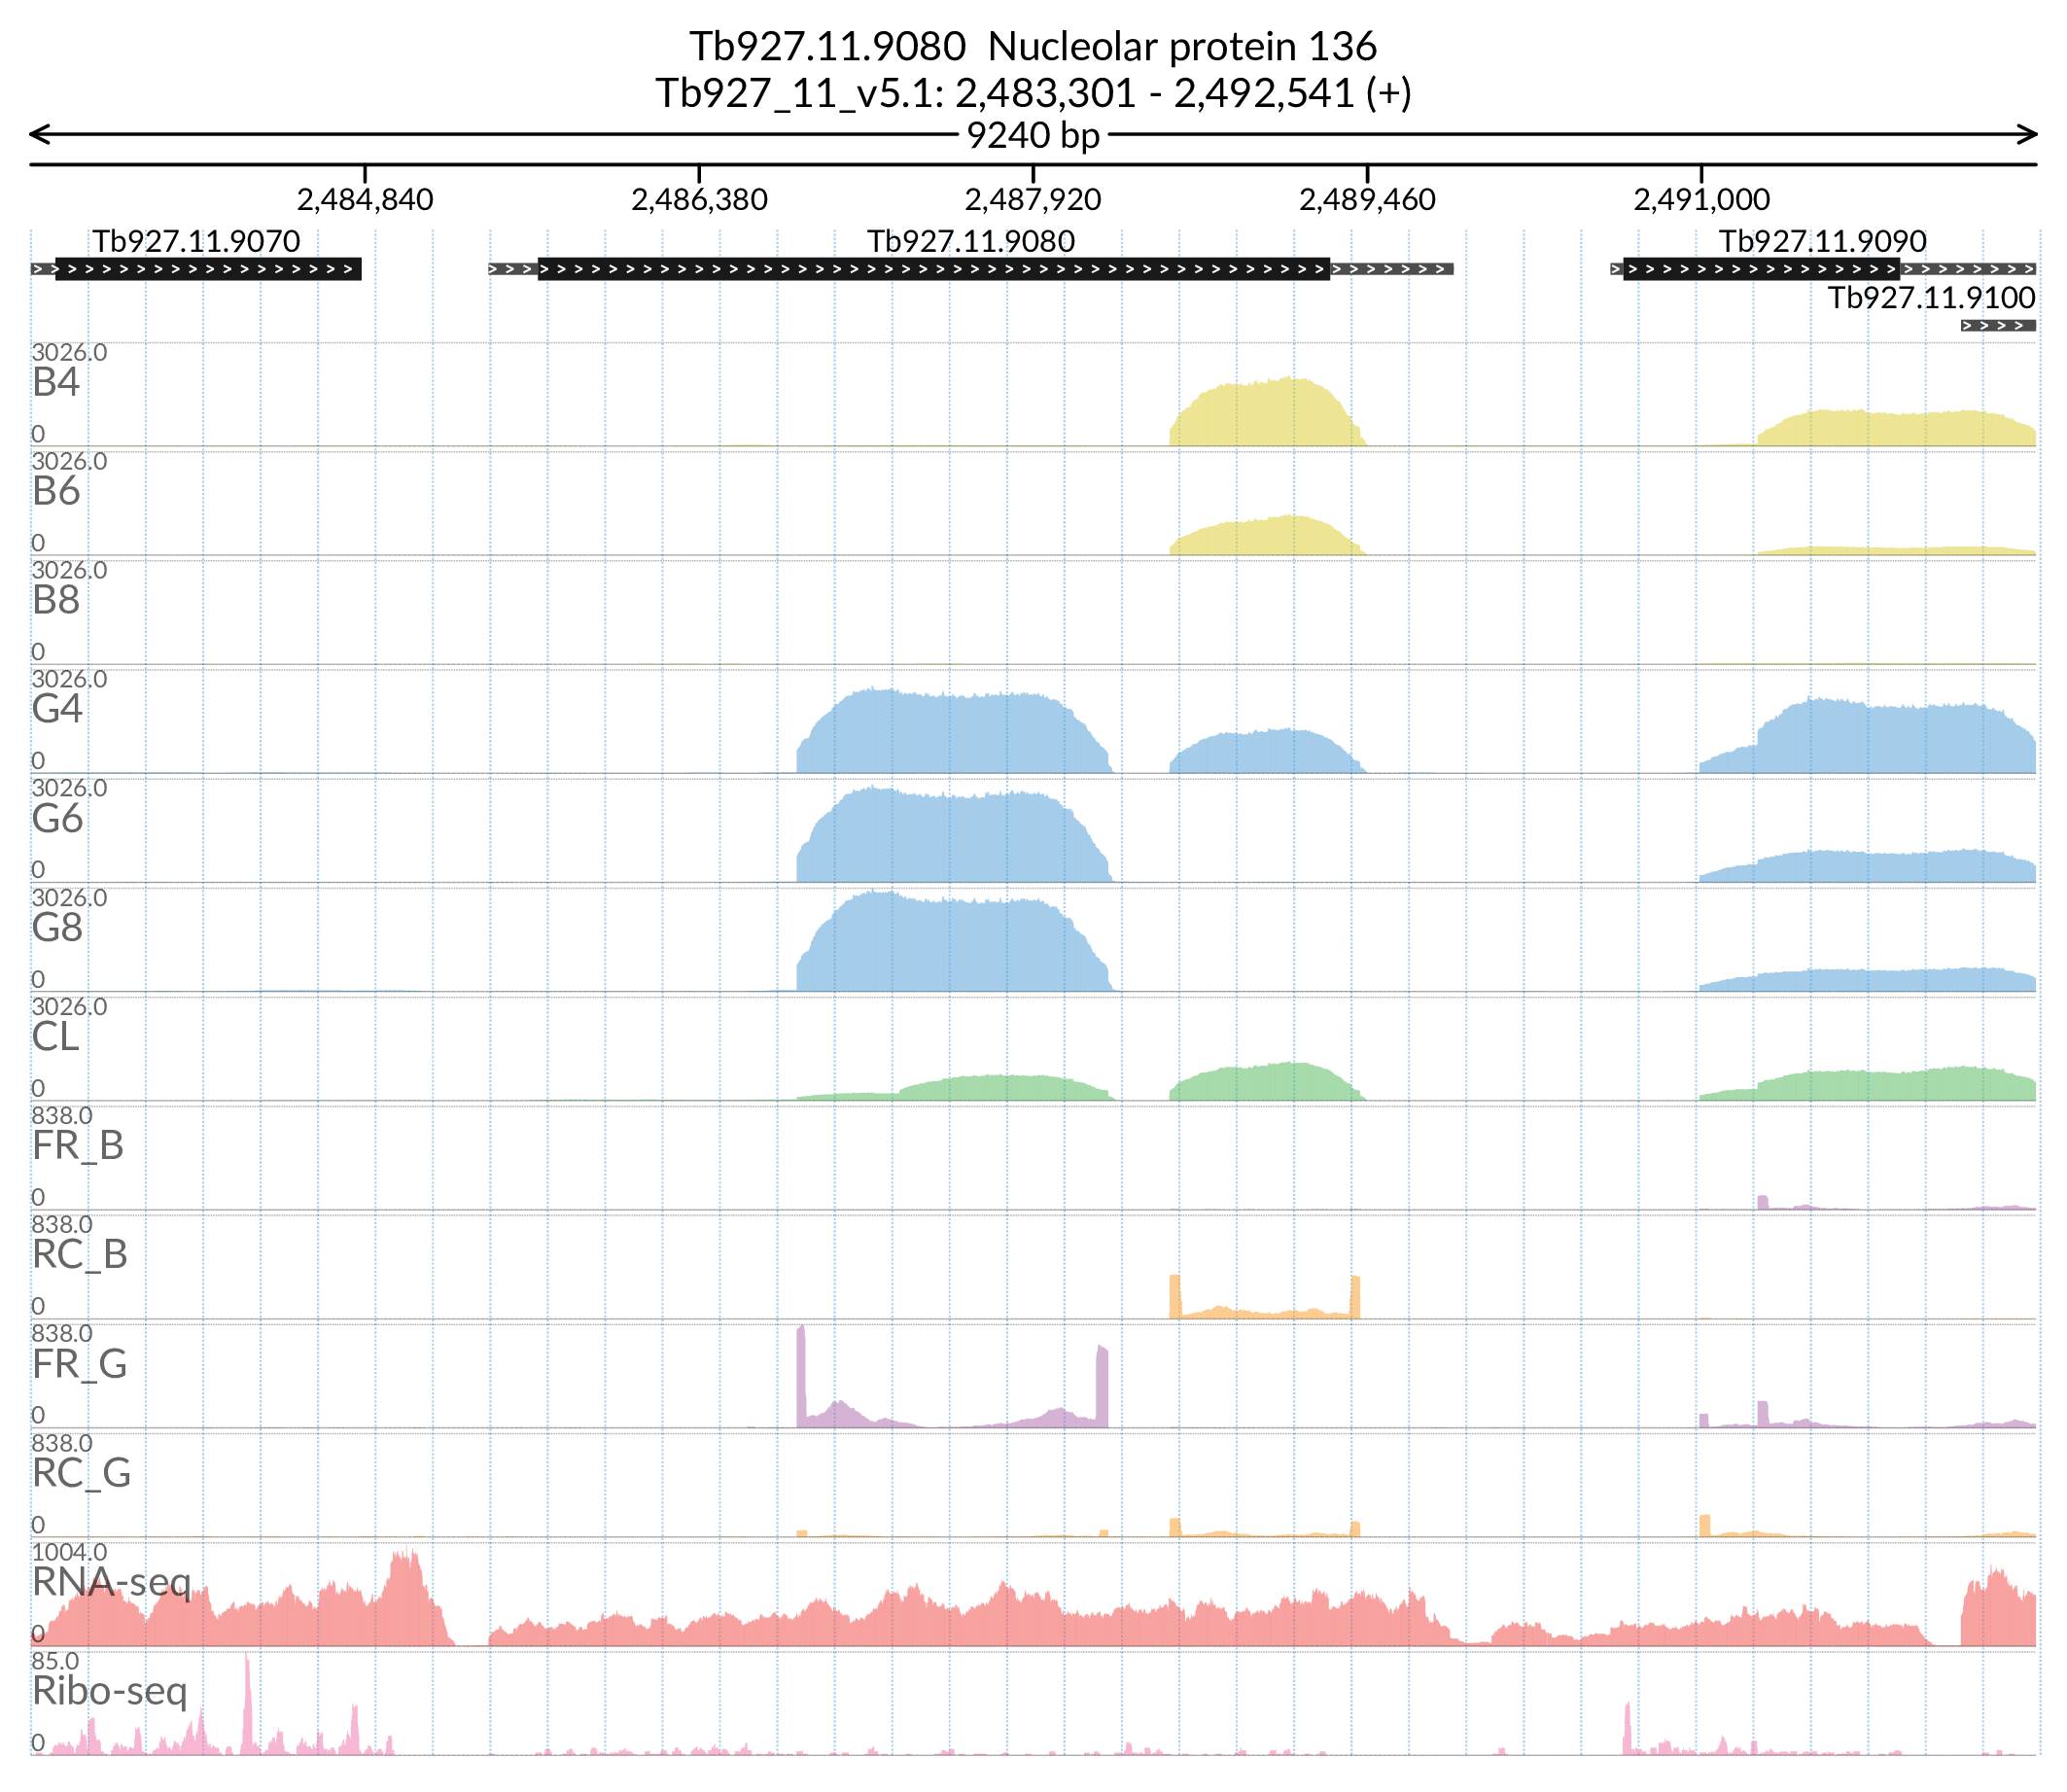 Tb927.11.9080 Nucleolar protein 136
Tb927_11_v5.1: 2,483,301 - 2,492,541 (+)
9240 bp
2,484,840 2,486,380 2,487,920 2,489,460 2,491,000
Tb927.11.9070 Tb927.11.9080 Tb927.11.9090
Tb927.11.9100
3026.0
B4
0
3026.0
B6
0
3026.0
B8
0
3026.0
G4
0
3026.0
G6
0
3026.0
G8
0
3026.0
CL
0
838.0
FR_B
0
838.0
RC_B
0
838.0
FR_G
0
838.0
RC_G
0
1004.0
RNA-seq
0
85.0
Ribo-seq
0